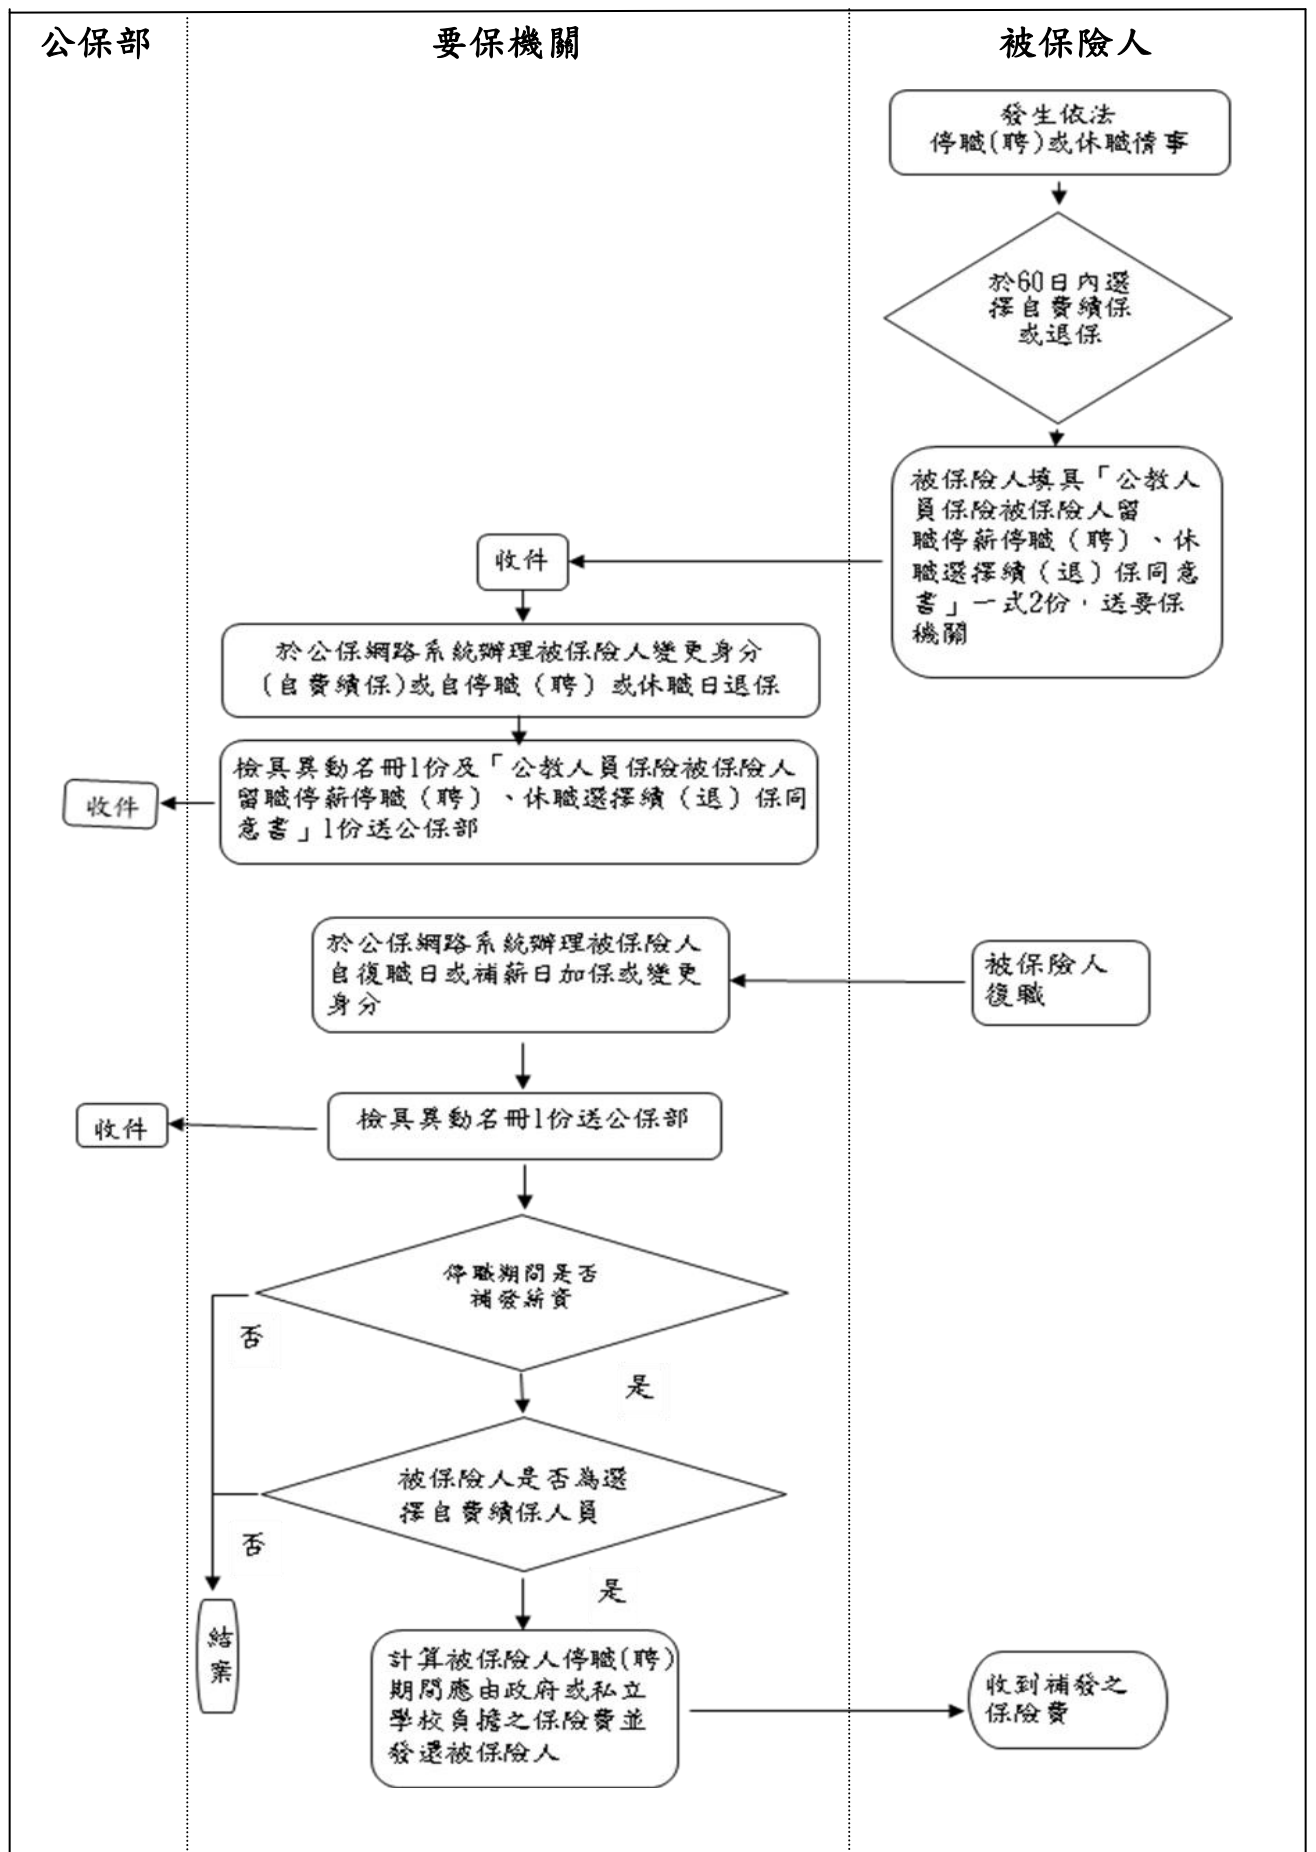 公保部
要保機關
被保險人
發生依法
停職(聘)或休職情事
於60日內選
擇自費續保
或退保
被保險人填具「公教人
員保險被保險人留
職停薪停職（聘）、休
職選擇續（退）保同意
書」一式2份，送要保
機關
收件
於公保網路系統辦理被保險人變更身分
(自費續保)或自停職（聘）或休職日退保
檢具異動名冊1份及「公教人員保險被保險人
留職停薪停職（聘）、休職選擇續（退）保同
意書」1份送公保部
收件
於公保網路系統辦理被保險人
自復職日或補薪日加保或變更
身分
被保險人
復職
檢具異動名冊1份送公保部
收件
停職期間是否
補發薪資
否
是
被保險人是否為選
擇自費續保人員
否
是
結
案
計算被保險人停職(聘)
期間應由政府或私立
學校負擔之保險費並
發還被保險人
收到補發之
保險費